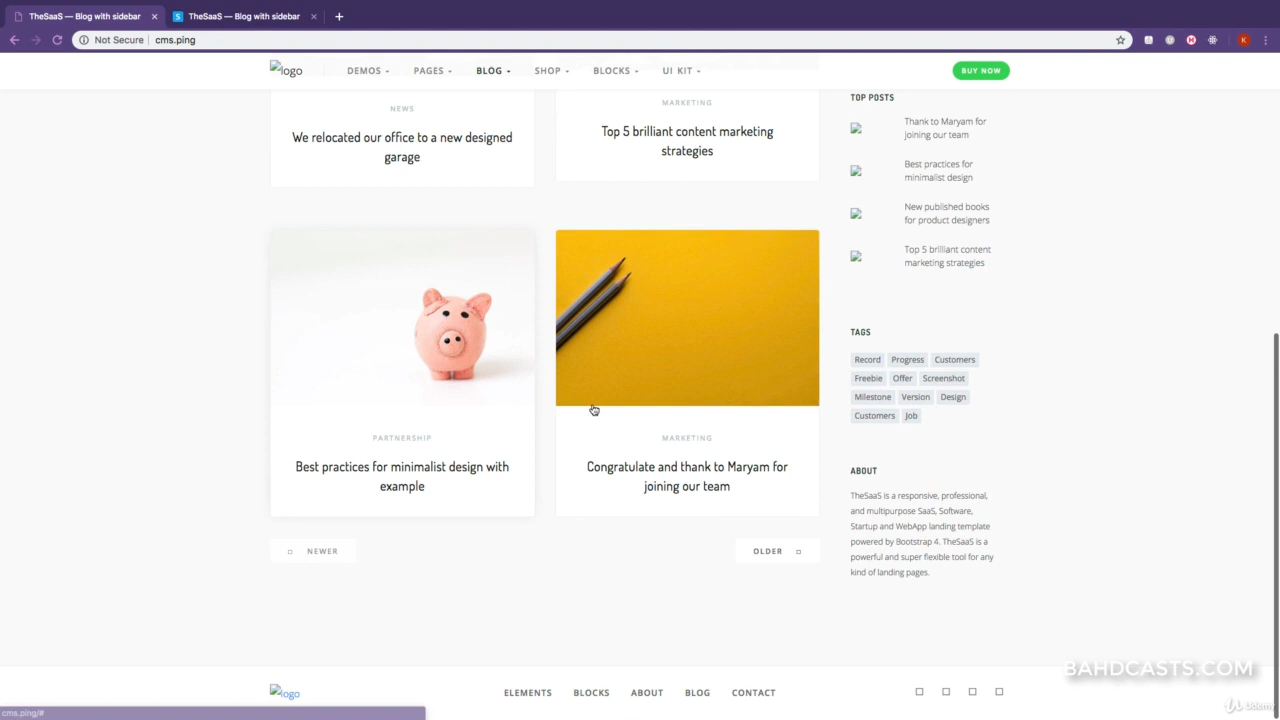 TheSaaS — Blog with sidebar
TheSaaS — Blog with sidebar
Not Secure
cms.ping
K
logo
DEMOS
PAGES
BLOG
SHOP
BLOCKS
UI KIT
BUY NOW
NEWS
We relocated our office to a new designed
garage
MARKETING
Top 5 brilliant content marketing
strategies
PARTNERSHIP
Best practices for minimalist design with
example
MARKETING
Congratulate and thank to Maryam for
joining our team
NEWER
OLDER
TOP POSTS
Thank to Maryam for
joining our team
Best practices for
minimalist design
New published books
for product designers
Top 5 brilliant content
marketing strategies
TAGS
Record Progress Customers
Freebie Offer Screenshot
Milestone Version Design
Customers Job
ABOUT
TheSaaS is a responsive, professional,
and multipurpose SaaS, Software,
Startup and WebApp landing template
powered by Bootstrap 4. TheSaaS is a
powerful and super flexible tool for any
kind of landing pages.
BAHDCASTS.COM
logo
ELEMENTS
BLOCKS
ABOUT
BLOG
CONTACT
Udemy
cms.ping/#